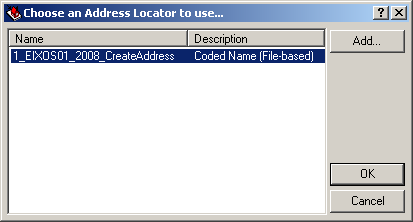 Choose an Address Locator to use...
Name Description
1_EIXOS01_2008_CreateAddress Coded Name (File-based)
Add...
OK
Cancel